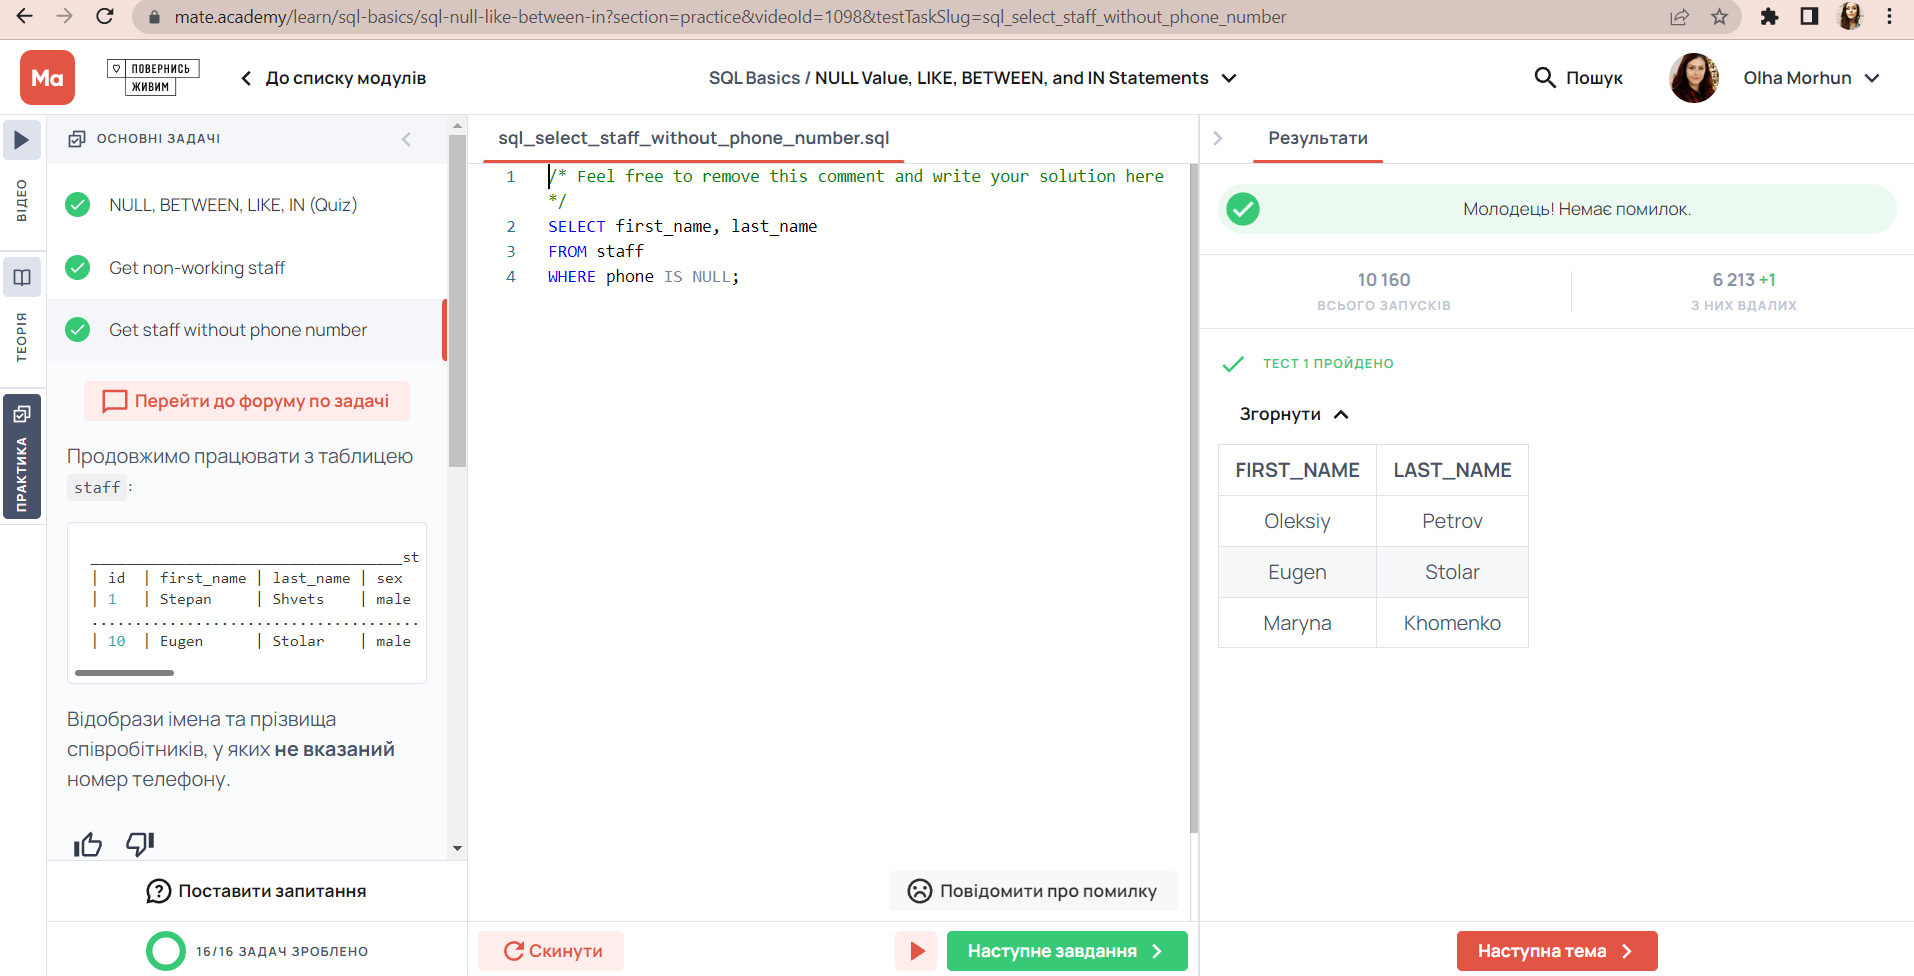 mate.academy/learn/sql-basics/sql-null-like-between-in?section=practice&videoId=1098&testTaskSlug=sql_select_staff_without_phone_number
Ma
ПОВЕРНИСЬ
ЖИВИМ
До списку модулів
SQL Basics / NULL Value, LIKE, BETWEEN, and IN Statements
Пошук
Olha Morhun
ВІДЕО
ТЕОРІЯ
ПРАКТИКА
ОСНОВНІ ЗАДАЧІ
NULL, BETWEEN, LIKE, IN (Quiz)
Get non-working staff
Get staff without phone number
Перейти до форуму по задачі
Продовжимо працювати з таблицею
staff :
____________________________________st
| id | first_name | last_name | sex
| 1 | Stepan | Shvets | male
......................................
| 10 | Eugen | Stolar | male
Відобрази імена та прізвища
співробітників, у яких не вказаний
номер телефону.
Поставити запитання
16/16 ЗАДАЧ ЗРОБЛЕНО
sql_select_staff_without_phone_number.sql
1 /* Feel free to remove this comment and write your solution here
*/
2 SELECT first_name, last_name
3 FROM staff
4 WHERE phone IS NULL;
Повідомити про помилку
Скинути
Наступне завдання
Результати
Молодець! Немає помилок.
10 160
ВСЬОГО ЗАПУСКІВ
6 213 +1
З НИХ ВДАЛИХ
ТЕСТ 1 ПРОЙДЕНО
Згорнути
FIRST_NAME LAST_NAME
Oleksiy Petrov
Eugen Stolar
Maryna Khomenko
Наступна тема